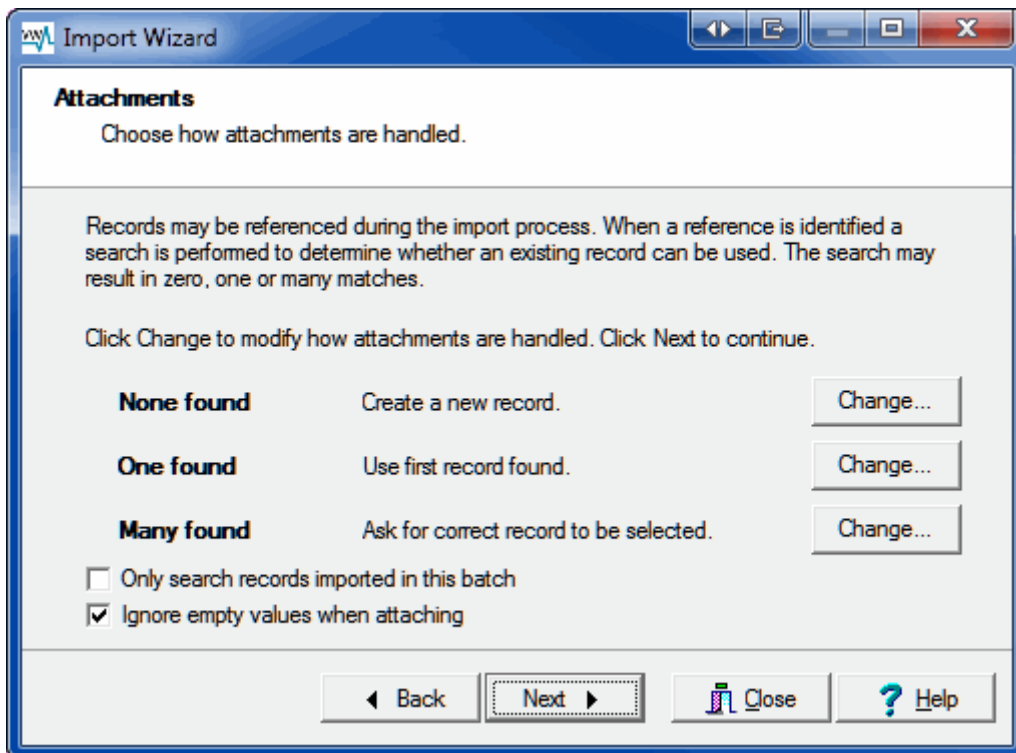 Import Wizard
Attachments
Choose how attachments are handled.
Records may be referenced during the import process. When a reference is identified a
search is performed to determine whether an existing record can be used. The search may
result in zero, one or many matches.
Click Change to modify how attachments are handled. Click Next to continue.
None found Create a new record. Change...
One found Use first record found. Change...
Many found Ask for correct record to be selected. Change...
Only search records imported in this batch
Ignore empty values when attaching
Back Next Close Help